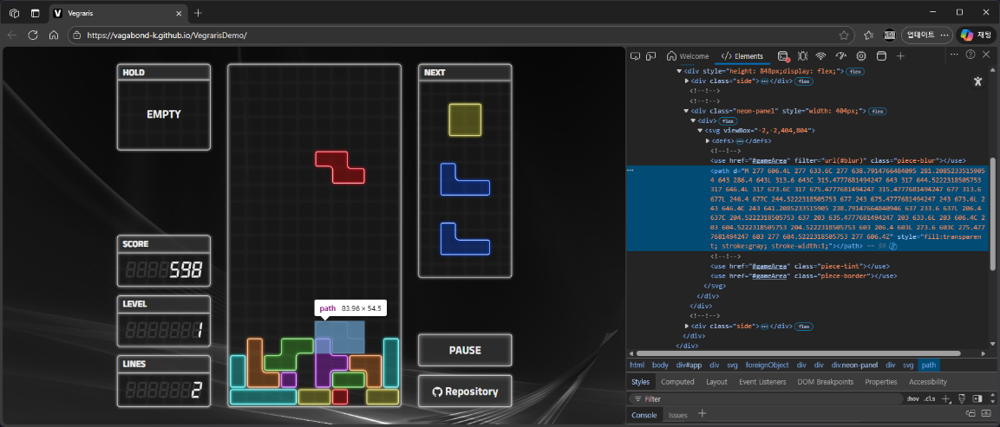 Vegraris
https://vagabond-k.github.io/VegrarisDemo/
업데이트
채팅
HOLD
EMPTY
SCORE
598
LEVEL
1
LINES
2
NEXT
PAUSE
Repository
path 83.96 × 54.5
Welcome
</> Elements
<div style="height: 848px;display: flex;"> flex
<div class="side"> </div> flex
<!--!-->
<!--!-->
<div class="neon-panel" style="width: 404px;"> flex
<div> flex
<svg viewBox="-2,-2,404,804">
<defs> </defs>
<!--!-->
<use href="#gameArea" filter="url(#blur)" class="piece-blur"></use>
<path d="M 277 606.4L 277 633.6C 277 638.7914766484095 281.2085233515905
4 643 286.4 643L 313.6 643C 315.4777681494247 643 317 644.5222318505753
317 646.4L 317 673.6C 317 675.4777681494247 315.4777681494247 677 313.6
677L 246.4 677C 244.5222318505753 677 243 675.4777681494247 243 673.6L 2
43 646.4C 243 641.2085233515905 238.79147664840946 637 233.6 637L 206.4
637C 204.5222318505753 637 203 635.4777681494247 203 633.6L 203 606.4C 2
03 604.5222318505753 204.5222318505753 603 206.4 603L 273.6 603C 275.477
7681494247 603 277 604.5222318505753 277 606.4Z" style="fill:transparen
t; stroke:gray; stroke-width:1;"></path> == $0
<!--!-->
<use href="#gameArea" class="piece-tint"></use>
<use href="#gameArea" class="piece-border"></use>
</svg>
</div>
</div>
<!--!-->
<div class="side"> </div> flex
</div>
</div>
html body div#app div svg foreignObject div div div.neon-panel div svg path
Styles Computed Layout Event Listeners DOM Breakpoints Properties Accessibility
Filter
:hov .cls
Console Issues